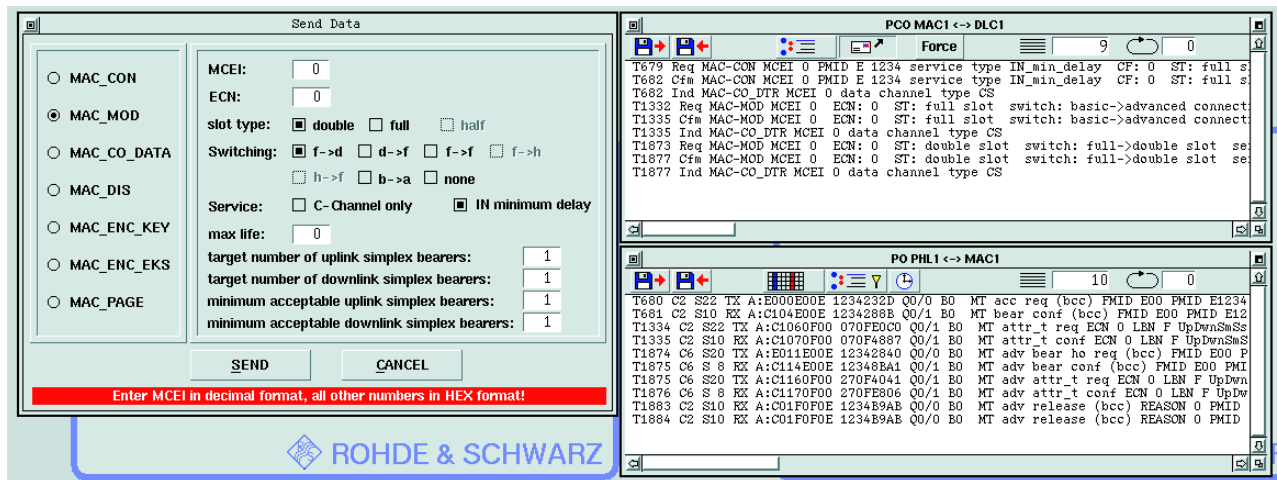 Send Data
MAC_CON
MAC_MOD
MAC_CO_DATA
MAC_DIS
MAC_ENC_KEY
MAC_ENC_EKS
MAC_PAGE
MCEI: 0
ECN: 0
slot type: double full half
Switching: f->d d->f f->f f->h
h->f b->a none
Service: C-Channel only IN minimum delay
max life: 0
target number of uplink simplex bearers: 1
target number of downlink simplex bearers: 1
minimum acceptable uplink simplex bearers: 1
minimum acceptable downlink simplex bearers: 1
SEND CANCEL
Enter MCEI in decimal format, all other numbers in HEX format!
ROHDE & SCHWARZ
PCO MAC1 <-> DLC1
Force 9 0
T679 Req MAC-CON MCEI 0 PMID E 1234 service type IN_min_delay CF: 0 ST: full s
T682 Cfm MAC-CON MCEI 0 PMID E 1234 service type IN_min_delay CF: 0 ST: full s
T682 Ind MAC-CO_DTR MCEI 0 data channel type CS
T1332 Req MAC-MOD MCEI 0 ECN: 0 ST: full slot switch: basic->advanced connect
T1335 Cfm MAC-MOD MCEI 0 ECN: 0 ST: full slot switch: basic->advanced connect
T1335 Ind MAC-CO_DTR MCEI 0 data channel type CS
T1873 Req MAC-MOD MCEI 0 ECN: 0 ST: double slot switch: full->double slot se
T1877 Cfm MAC-MOD MCEI 0 ECN: 0 ST: double slot switch: full->double slot se
T1877 Ind MAC-CO_DTR MCEI 0 data channel type CS
PO PHL1 <-> MAC1
10 0
T680 C2 S22 TX A:E000E00E 1234232D Q0/0 B0 MT acc req (bcc) FMID E00 PMID E1234
T681 C2 S10 RX A:C104E00E 1234288B Q0/1 B0 MT bear conf (bcc) FMID E00 PMID E12
T1334 C2 S22 TX A:C1060F00 070FE0C0 Q0/1 B0 MT attr_t req ECN 0 LBN F UpDwnSmSs
T1335 C2 S10 RX A:C1070F00 070F4887 Q0/1 B0 MT attr_t conf ECN 0 LBN F UpDwnSmS
T1874 C6 S20 TX A:E011E00E 12342840 Q0/0 B0 MT adv bear ho req (bcc) FMID E00 P
T1875 C6 S 8 RX A:C114E00E 12348BA1 Q0/1 B0 MT adv bear conf (bcc) FMID E00 PMI
T1875 C6 S20 TX A:C1160F00 270F4041 Q0/1 B0 MT adv attr_t req ECN 0 LBN F UpDwn
T1876 C6 S 8 RX A:C1170F00 270FE806 Q0/1 B0 MT adv attr_t conf ECN 0 LBN F UpDw
T1883 C2 S10 RX A:C01F0F0E 1234B9AB Q0/0 B0 MT adv release (bcc) REASON 0 PMID
T1884 C2 S10 RX A:C01F0F0E 1234B9AB Q0/0 B0 MT adv release (bcc) REASON 0 PMID